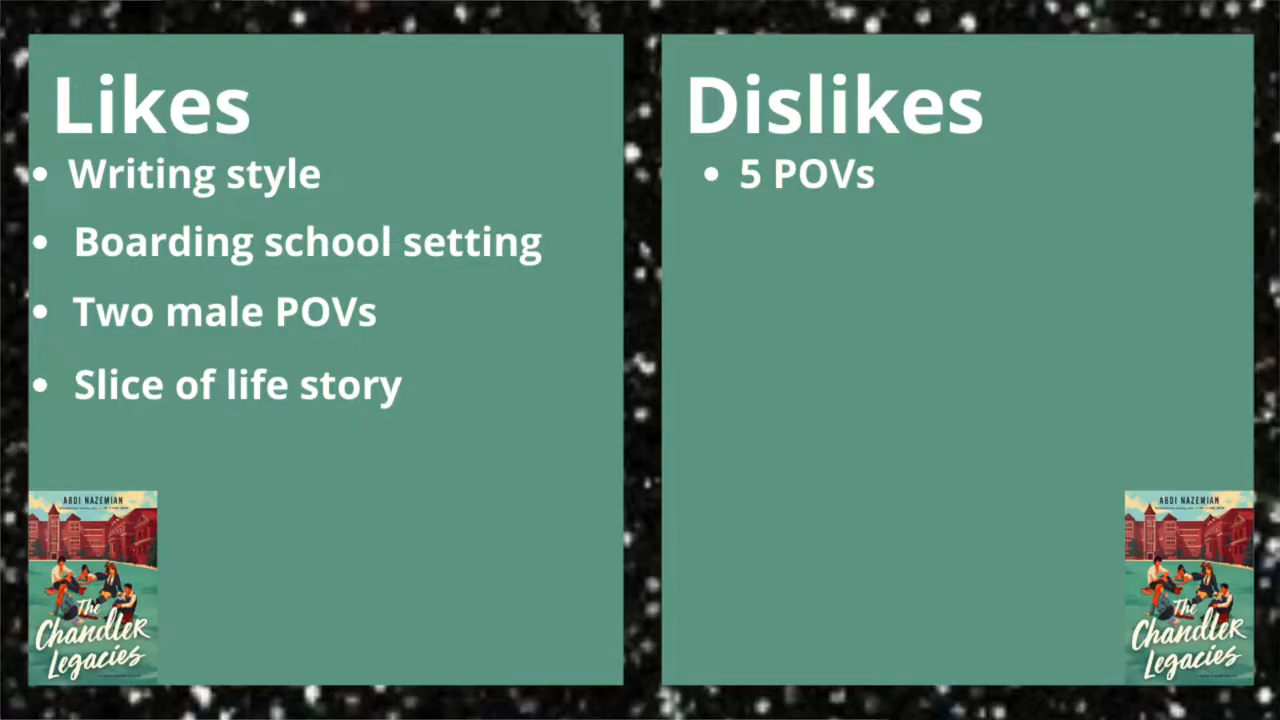 Likes
• Writing style
• Boarding school setting
• Two male POVs
• Slice of life story
Dislikes
• 5 POVs
ABDI NAZEMIAN
The
Chandler
Legacies
ABDI NAZEMIAN
The
Chandler
Legacies